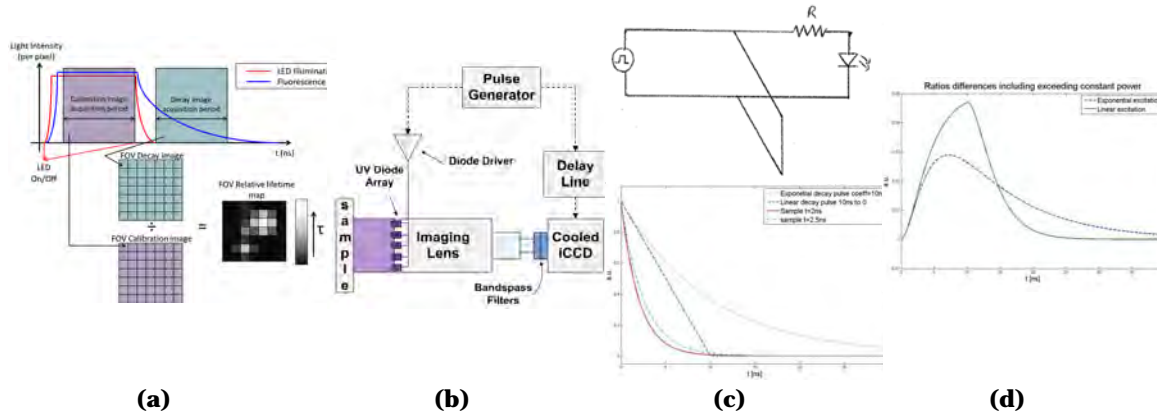 Light Intensity
(per pixel)
LED Illuminati
Fluorescence
Calibration Image
acquisition period
Decay image
acquisition period
t [ns]
LED
On/Off
FOV Decay image
÷
FOV Calibration image
=
FOV Relative lifetime
map
τ
Pulse
Generator
Diode Driver
Delay
Line
UV Diode
Array
sample
Imaging
Lens
Cooled
iCCD
Bandpass
Filters
R
Exponential decay pulse coeff=10n
Linear decay pulse 10ns to 0
Sample t=2ns
sample t=2.5ns
a.u.
t [ns]
Ratios differences including exceeding constant power
Exponential excitation
Linear excitation
a.u.
t [ns]
(a)
(b)
(c)
(d)